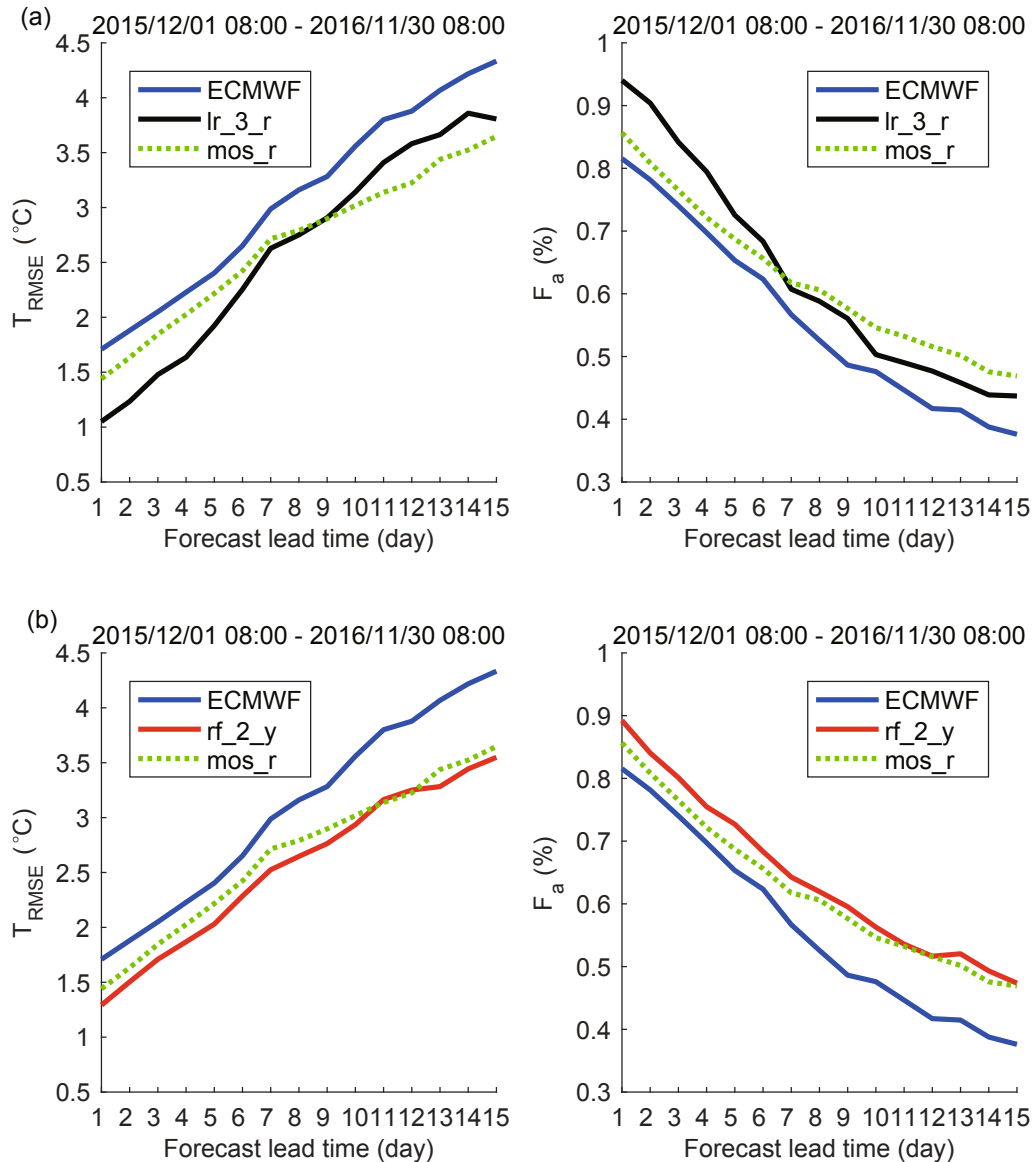 (a)
2015/12/01 08:00 - 2016/11/30 08:00
4.5
4
3.5
3
2.5
2
1.5
1
0.5
T_RMSE (°C)
ECMWF
lr_3_r
mos_r
1 2 3 4 5 6 7 8 9 10 11 12 13 14 15
Forecast lead time (day)
2015/12/01 08:00 - 2016/11/30 08:00
1
0.9
0.8
0.7
0.6
0.5
0.4
0.3
F_a (%)
ECMWF
lr_3_r
mos_r
1 2 3 4 5 6 7 8 9 10 11 12 13 14 15
Forecast lead time (day)
(b)
2015/12/01 08:00 - 2016/11/30 08:00
4.5
4
3.5
3
2.5
2
1.5
1
0.5
T_RMSE (°C)
ECMWF
rf_2_y
mos_r
1 2 3 4 5 6 7 8 9 10 11 12 13 14 15
Forecast lead time (day)
2015/12/01 08:00 - 2016/11/30 08:00
1
0.9
0.8
0.7
0.6
0.5
0.4
0.3
F_a (%)
ECMWF
rf_2_y
mos_r
1 2 3 4 5 6 7 8 9 10 11 12 13 14 15
Forecast lead time (day)